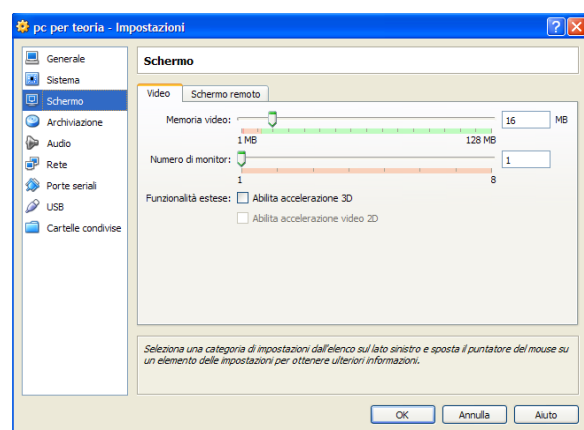 pc per teoria - Impostazioni
Generale
Sistema
Schermo
Archiviazione
Audio
Rete
Porte seriali
USB
Cartelle condivise
Schermo
Video
Schermo remoto
Memoria video:
16
MB
1 MB
128 MB
Numero di monitor:
1
1
8
Funzionalità estese:
Abilita accelerazione 3D
Abilita accelerazione video 2D
Seleziona una categoria di impostazioni dall'elenco sul lato sinistro e sposta il puntatore del mouse su
un elemento delle impostazioni per ottenere ulteriori informazioni.
OK
Annulla
Aiuto